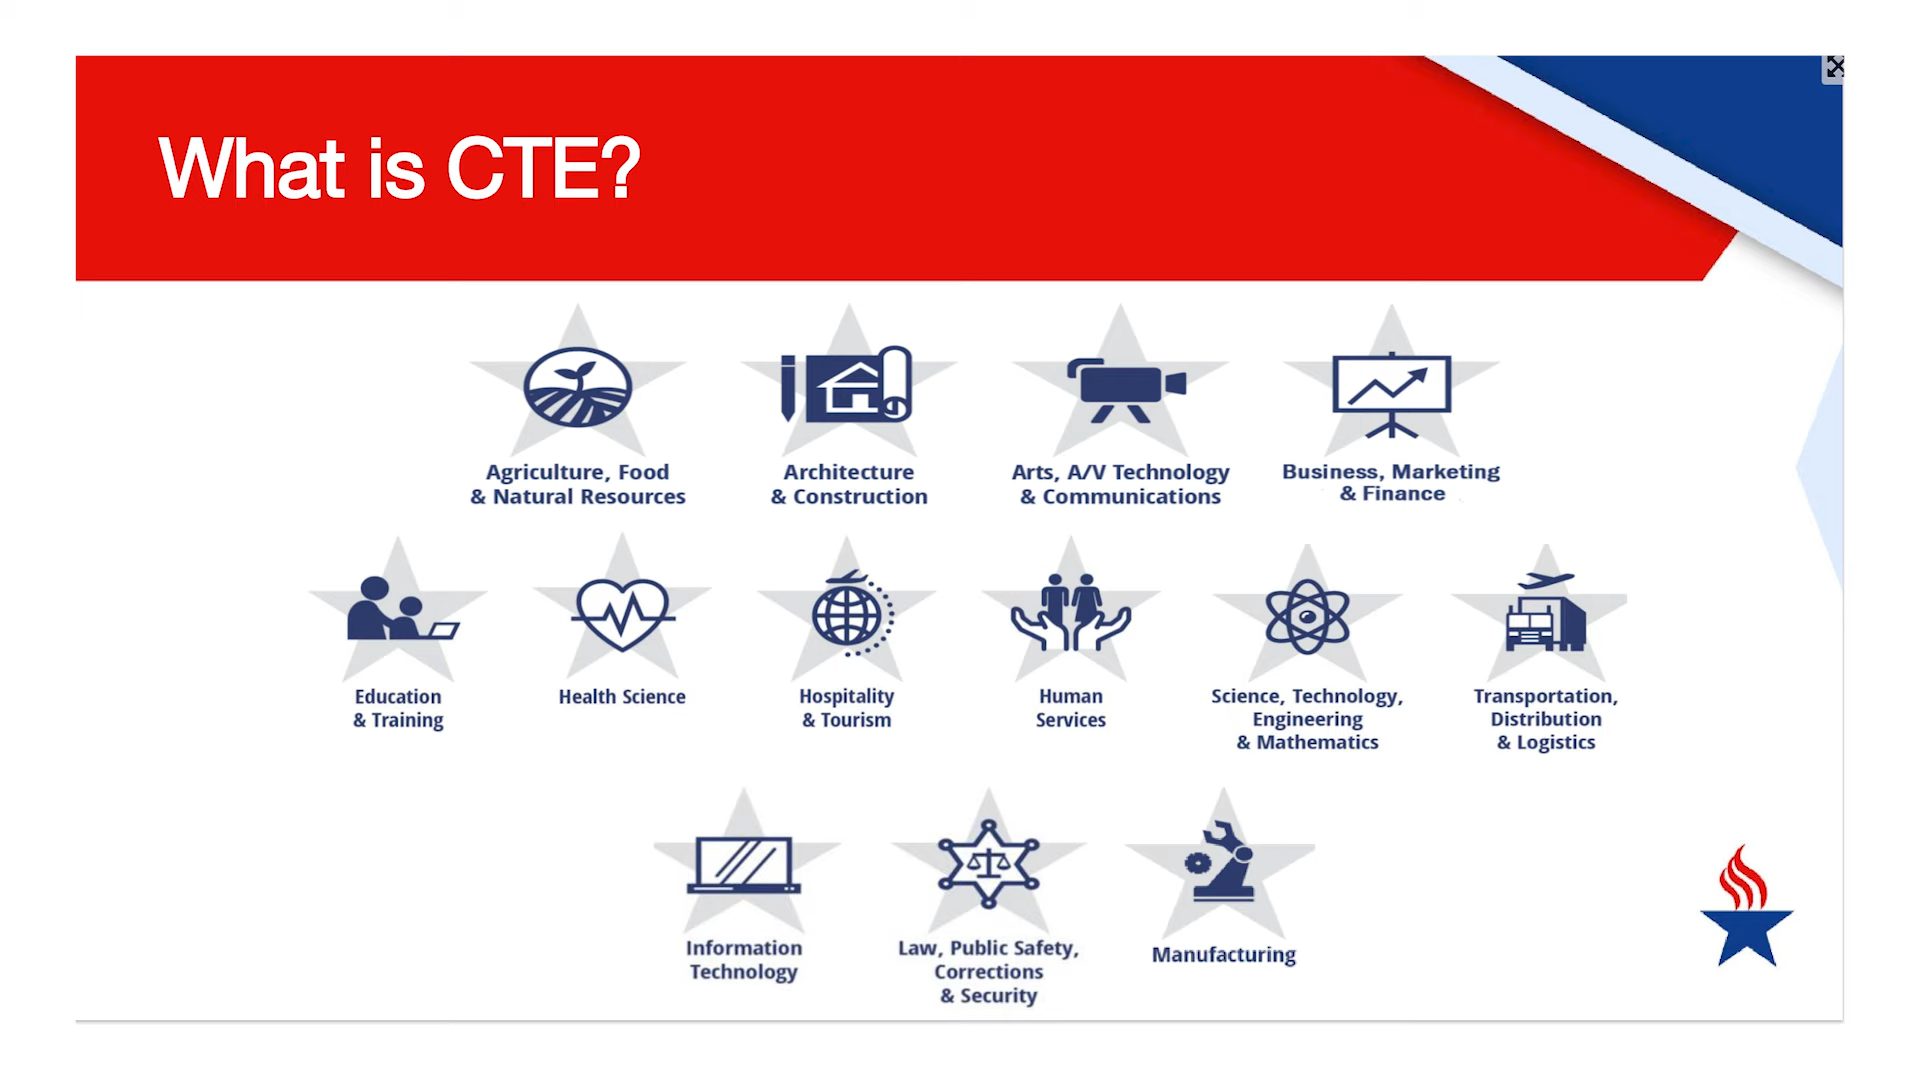 What is CTE?
Agriculture, Food
& Natural Resources
Architecture
& Construction
Arts, A/V Technology
& Communications
Business, Marketing
& Finance
Education
& Training
Health Science
Hospitality
& Tourism
Human
Services
Science, Technology,
Engineering
& Mathematics
Transportation,
Distribution
& Logistics
Information
Technology
Law, Public Safety,
Corrections
& Security
Manufacturing